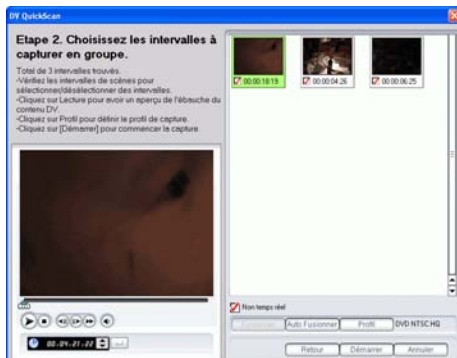 DV QuickScan
Etape 2. Choisissez les intervalles à
capturer en groupe.
Total de 3 intervalles trouvés.
-Vérifiez les intervalles de scènes pour
sélectionner/désélectionner des intervalles.
-Cliquez sur Lecture pour avoir un aperçu de l'ébauche du
contenu DV.
-Cliquez sur Profil pour définir le profil de capture.
-Cliquez sur [Démarrer] pour commencer la capture.
00:00:18:19
00:00:04:26
00:00:06:25
Non temps réel
Fusionner Auto Fusionner Profil DVD NTSC HQ
00:04:21:22
Retour Démarrer Annuler